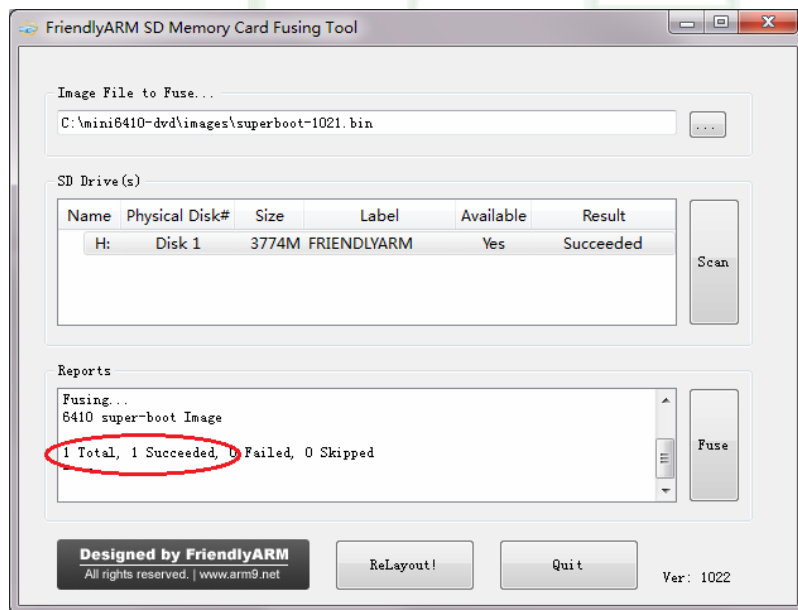 FriendlyARM SD Memory Card Fusing Tool
Image File to Fuse...
C:\mini6410-dvd\images\superboot-1021.bin
...
SD Drive(s)
Name Physical Disk# Size Label Available Result
H: Disk 1 3774M FRIENDLYARM Yes Succeeded
Scan
Reports
Fusing...
6410 super-boot Image
1 Total, 1 Succeeded, 0 Failed, 0 Skipped
Fuse
Designed by FriendlyARM
All rights reserved. | www.arm9.net
ReLayout!
Quit
Ver: 1022